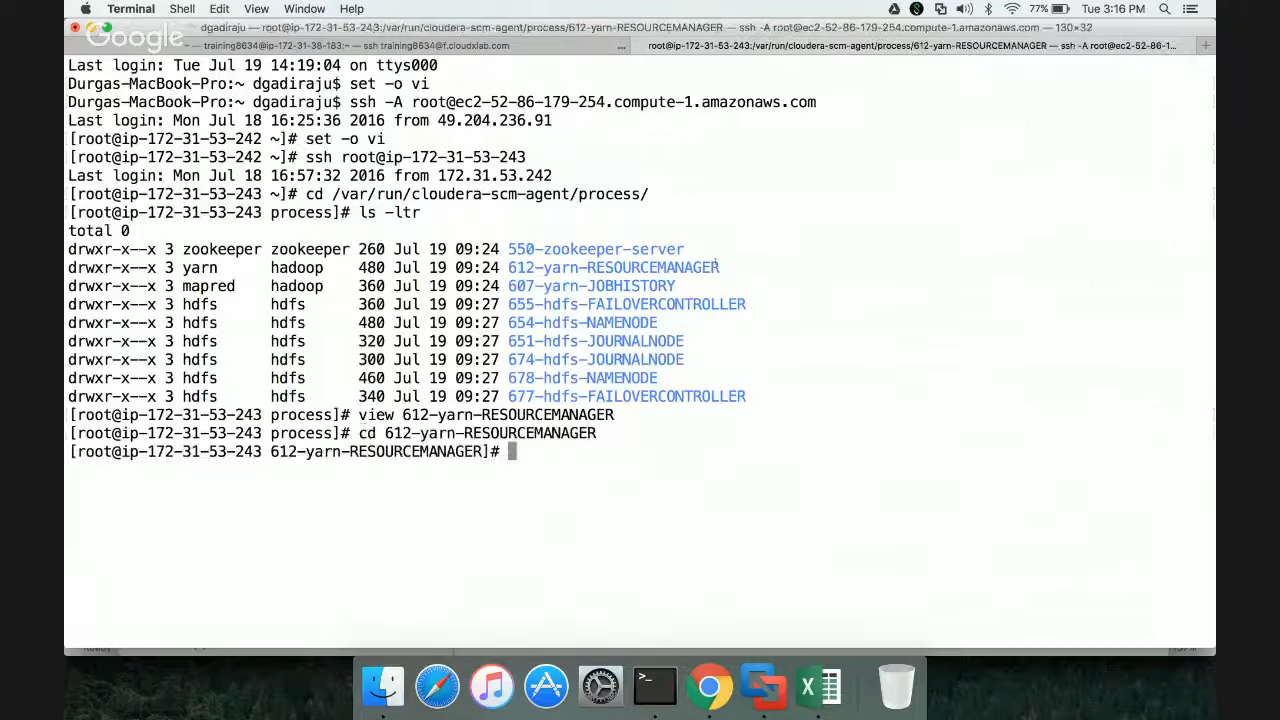 Terminal Shell Edit View Window Help 77% Tue 3:16 PM
Google
dgadiraju — root@ip-172-31-53-243:/var/run/cloudera-scm-agent/process/612-yarn-RESOURCEMANAGER — ssh -A root@ec2-52-86-179-254.compute-1.amazonaws.com — 130×32
training8634@ip-172-31-38-183:~ — ssh training8634@f.cloudxlab.com ... root@ip-172-31-53-243:/var/run/cloudera-scm-agent/process/612-yarn-RESOURCEMANAGER — ssh -A root@ec2-52-86-1... +
Last login: Tue Jul 19 14:19:04 on ttys000
Durgas-MacBook-Pro:~ dgadiraju$ set -o vi
Durgas-MacBook-Pro:~ dgadiraju$ ssh -A root@ec2-52-86-179-254.compute-1.amazonaws.com
Last login: Mon Jul 18 16:25:36 2016 from 49.204.236.91
[root@ip-172-31-53-242 ~]# set -o vi
[root@ip-172-31-53-242 ~]# ssh root@ip-172-31-53-243
Last login: Mon Jul 18 16:57:32 2016 from 172.31.53.242
[root@ip-172-31-53-243 ~]# cd /var/run/cloudera-scm-agent/process/
[root@ip-172-31-53-243 process]# ls -ltr
total 0
drwxr-x--x 3 zookeeper zookeeper 260 Jul 19 09:24 550-zookeeper-server
drwxr-x--x 3 yarn hadoop 480 Jul 19 09:24 612-yarn-RESOURCEMANAGER
drwxr-x--x 3 mapred hadoop 360 Jul 19 09:24 607-yarn-JOBHISTORY
drwxr-x--x 3 hdfs hdfs 360 Jul 19 09:27 655-hdfs-FAILOVERCONTROLLER
drwxr-x--x 3 hdfs hdfs 480 Jul 19 09:27 654-hdfs-NAMENODE
drwxr-x--x 3 hdfs hdfs 320 Jul 19 09:27 651-hdfs-JOURNALNODE
drwxr-x--x 3 hdfs hdfs 300 Jul 19 09:27 674-hdfs-JOURNALNODE
drwxr-x--x 3 hdfs hdfs 460 Jul 19 09:27 678-hdfs-NAMENODE
drwxr-x--x 3 hdfs hdfs 340 Jul 19 09:27 677-hdfs-FAILOVERCONTROLLER
[root@ip-172-31-53-243 process]# view 612-yarn-RESOURCEMANAGER
[root@ip-172-31-53-243 process]# cd 612-yarn-RESOURCEMANAGER
[root@ip-172-31-53-243 612-yarn-RESOURCEMANAGER]#